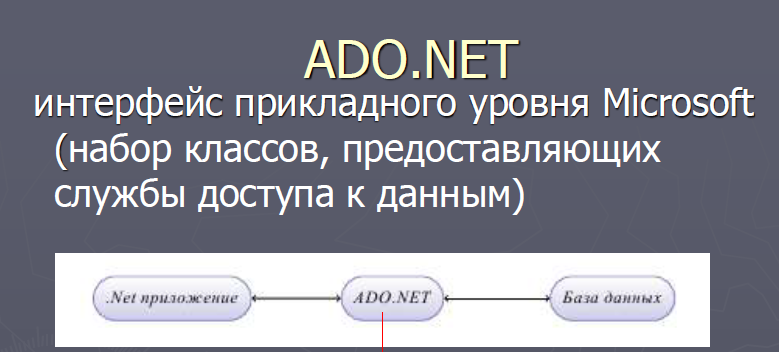 ADO.NET
интерфейс прикладного уровня Microsoft
(набор классов, предоставляющих
службы доступа к данным)
.Net приложение ADO.NET База данных